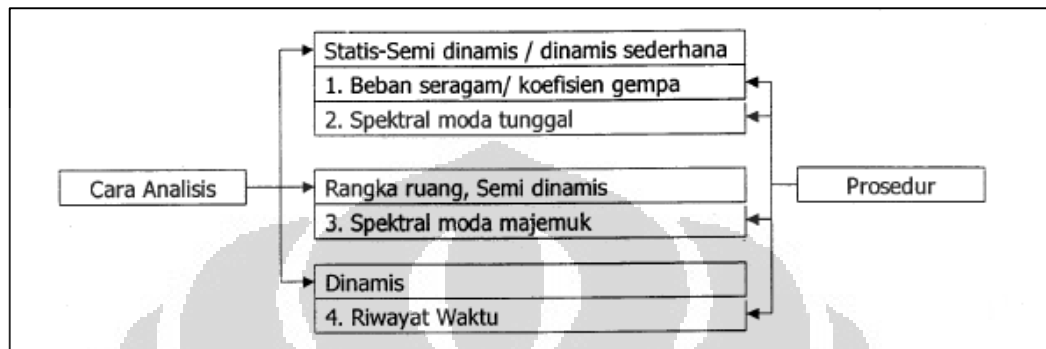 Statis-Semi dinamis / dinamis sederhana
1. Beban seragam/ koefisien gempa
2. Spektral moda tunggal
Cara Analisis
Rangka ruang, Semi dinamis
Prosedur
3. Spektral moda majemuk
Dinamis
4. Riwayat Waktu